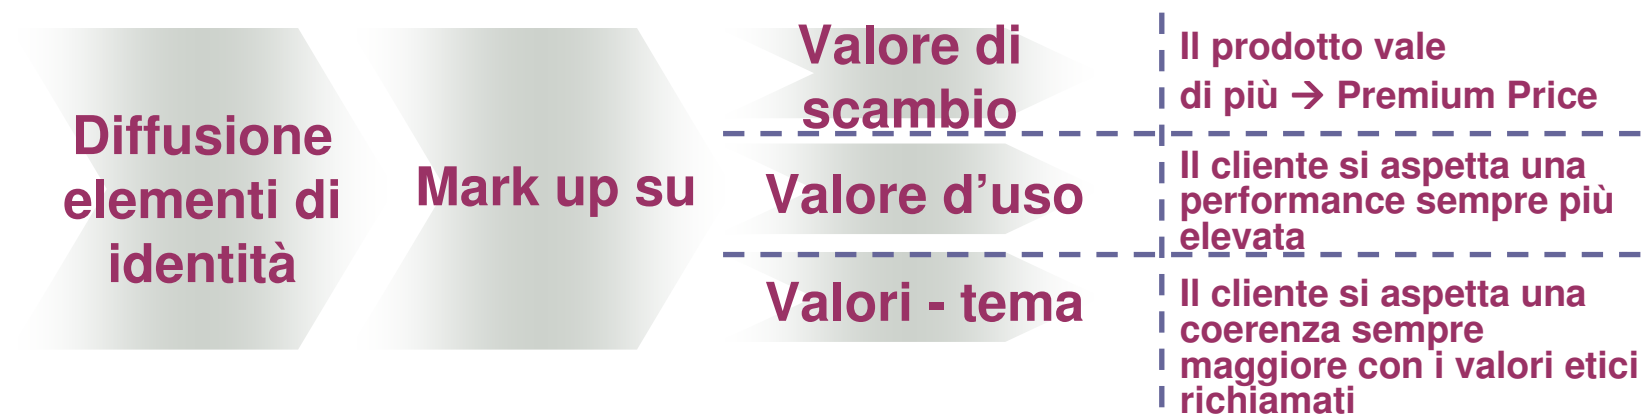 Diffusione
elementi di
identità
Mark up su
Valore di
scambio
Il prodotto vale
di più → Premium Price
Valore d’uso
Il cliente si aspetta una
performance sempre più
elevata
Valori - tema
Il cliente si aspetta una
coerenza sempre
maggiore con i valori etici
richiamati